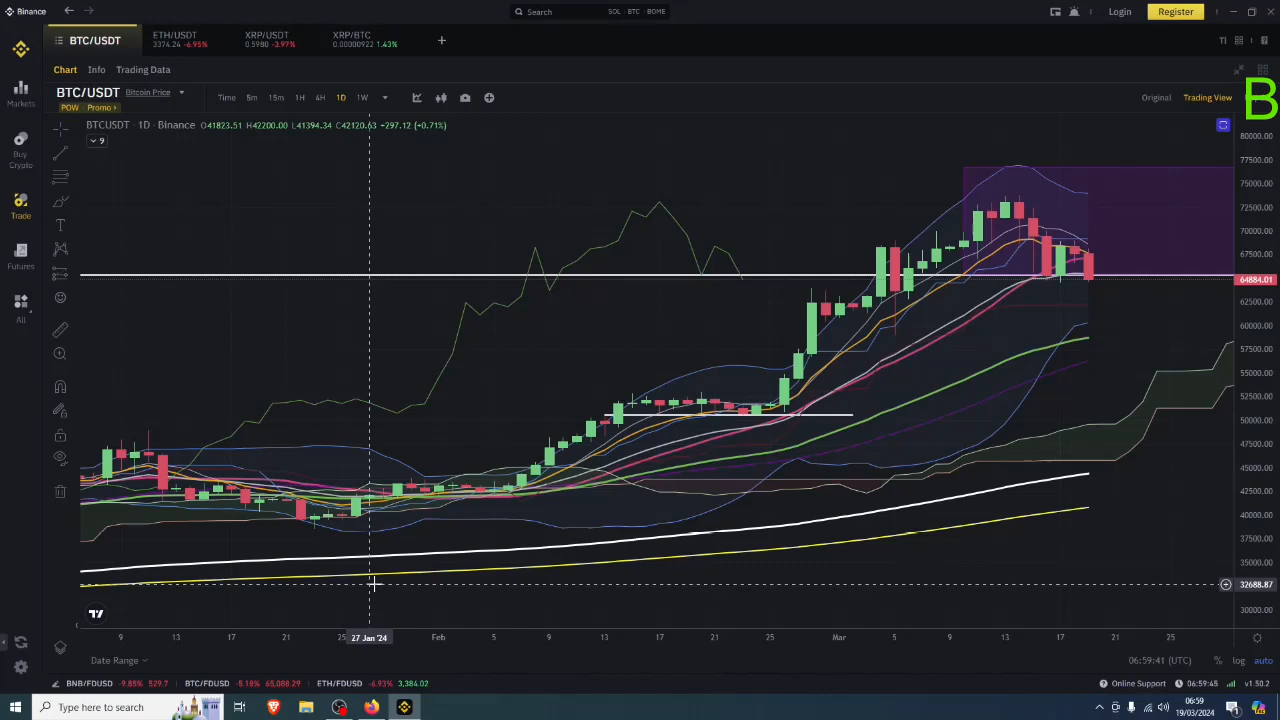 Binance
Search SOL · BTC · BOME
Login Register
BTC/USDT
ETH/USDT
3374.24 -6.95%
XRP/USDT
0.5980 -3.97%
XRP/BTC
0.00000922 1.43%
Chart Info Trading Data
BTC/USDT Bitcoin Price
POW Promo
Time 5m 15m 1H 4H 1D 1W
Original Trading View
B
BTCUSDT · 1D · Binance O41823.51 H42200.00 L41394.34 C42120.63 +297.12 (+0.71%)
9
Markets
Buy
Crypto
Trade
Futures
All
80000.00
77500.00
75000.00
72500.00
70000.00
67500.00
64884.01
62500.00
60000.00
57500.00
55000.00
52500.00
50000.00
47500.00
45000.00
42500.00
40000.00
37500.00
35000.00
32688.87
30000.00
9 13 17 21 25 27 Jan '24 Feb 5 9 13 17 21 25 Mar 5 9 13 17 21 25
Date Range
06:59:41 (UTC) % log auto
BNB/FDUSD -9.85% 529.7 BTC/FDUSD -5.18% 65,088.29 ETH/FDUSD -6.93% 3,384.02
Online Support 06:59:45 v1.50.2
Type here to search
06:59
19/03/2024